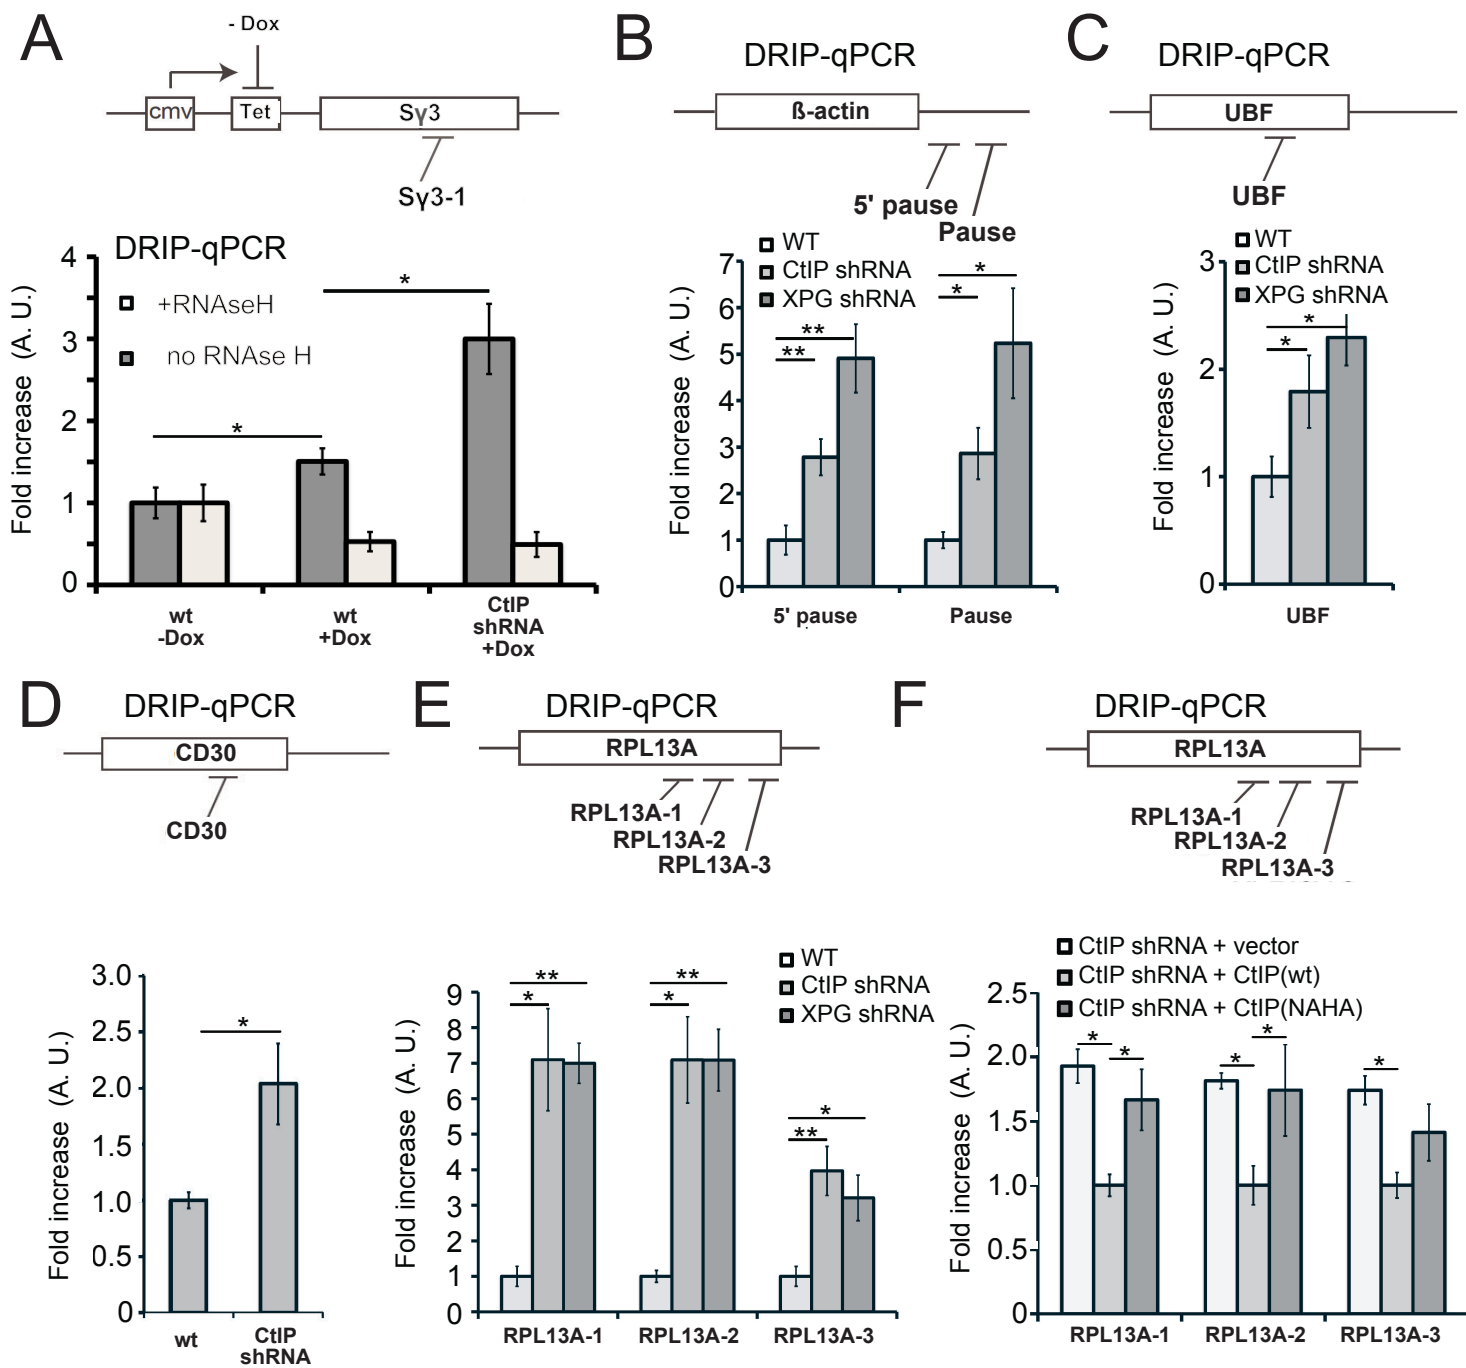 A
- Dox
cmv
Tet
Sγ3
Sγ3-1
DRIP-qPCR
+RNAseH
no RNAse H
Fold increase (A. U.)
4
3
2
1
0
*
*
wt
-Dox
wt
+Dox
CtIP
shRNA
+Dox
B
DRIP-qPCR
ß-actin
5' pause
Pause
WT
CtIP shRNA
XPG shRNA
Fold increase (A. U.)
7
6
5
4
3
2
1
0
**
**
*
*
5' pause
Pause
C
DRIP-qPCR
UBF
UBF
WT
CtIP shRNA
XPG shRNA
Fold increase (A. U.)
3
2
1
0
*
*
UBF
D
DRIP-qPCR
CD30
CD30
Fold increase (A. U.)
3.0
2.5
2.0
1.5
1.0
0.5
0
*
wt
CtIP
shRNA
E
DRIP-qPCR
RPL13A
RPL13A-1
RPL13A-2
RPL13A-3
WT
CtIP shRNA
XPG shRNA
Fold increase (A. U.)
9
8
7
6
5
4
3
2
1
0
**
*
**
*
*
**
RPL13A-1
RPL13A-2
RPL13A-3
F
DRIP-qPCR
RPL13A
RPL13A-1
RPL13A-2
RPL13A-3
CtIP shRNA + vector
CtIP shRNA + CtIP(wt)
CtIP shRNA + CtIP(NAHA)
Fold increase (A. U.)
2.5
2.0
1.5
1.0
0.5
0
*
*
*
*
*
RPL13A-1
RPL13A-2
RPL13A-3